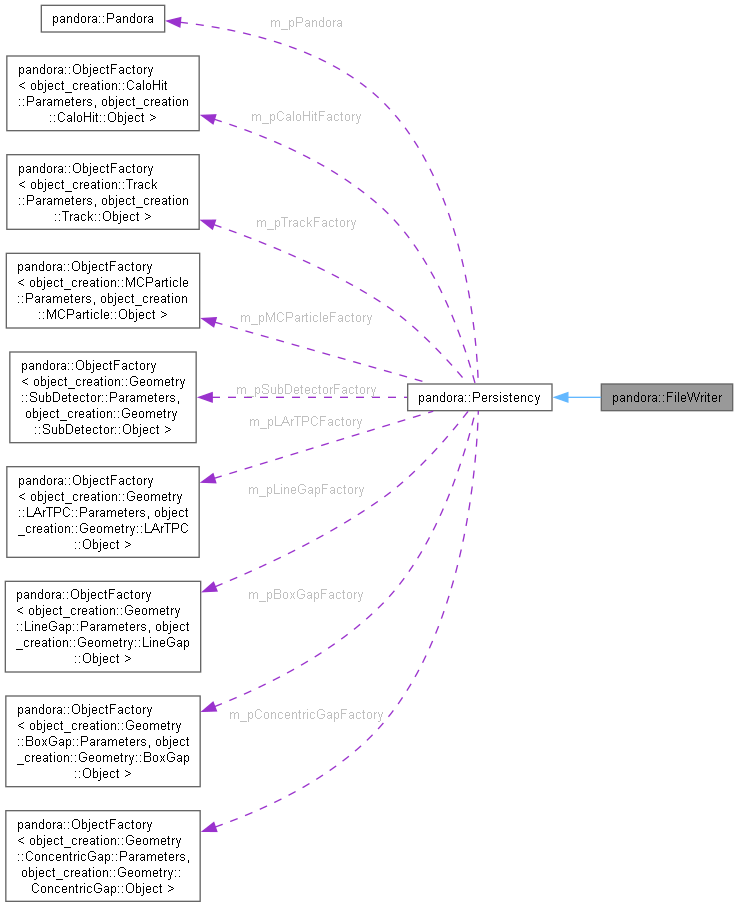 pandora::Pandora
m_pPandora
pandora::ObjectFactory
< object_creation::CaloHit
::Parameters, object_creation
::CaloHit::Object >
m_pCaloHitFactory
pandora::ObjectFactory
< object_creation::Track
::Parameters, object_creation
::Track::Object >
m_pTrackFactory
pandora::ObjectFactory
< object_creation::MCParticle
::Parameters, object_creation
::MCParticle::Object >
m_pMCParticleFactory
pandora::ObjectFactory
< object_creation::Geometry
::SubDetector::Parameters,
object_creation::Geometry
::SubDetector::Object >
m_pSubDetectorFactory
pandora::Persistency
pandora::FileWriter
m_pLArTPCFactory
pandora::ObjectFactory
< object_creation::Geometry
::LArTPC::Parameters, object
_creation::Geometry::LArTPC
::Object >
m_pLineGapFactory
pandora::ObjectFactory
< object_creation::Geometry
::LineGap::Parameters, object
_creation::Geometry::LineGap
::Object >
m_pBoxGapFactory
pandora::ObjectFactory
< object_creation::Geometry
::BoxGap::Parameters, object
_creation::Geometry::BoxGap
::Object >
m_pConcentricGapFactory
pandora::ObjectFactory
< object_creation::Geometry
::ConcentricGap::Parameters,
object_creation::Geometry::
ConcentricGap::Object >